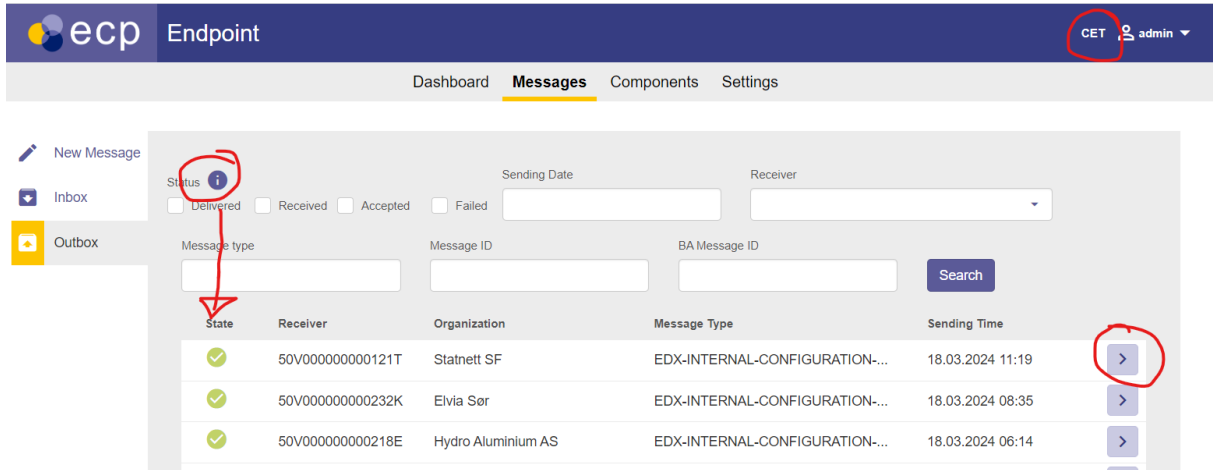 ecp Endpoint CET admin
Dashboard Messages Components Settings
New Message
Inbox
Outbox
Status Sending Date Receiver
Delivered Received Accepted Failed
Message type Message ID BA Message ID
Search
State Receiver Organization Message Type Sending Time
50V000000000121T Statnett SF EDX-INTERNAL-CONFIGURATION-... 18.03.2024 11:19
50V000000000232K Elvia Sør EDX-INTERNAL-CONFIGURATION-... 18.03.2024 08:35
50V000000000218E Hydro Aluminium AS EDX-INTERNAL-CONFIGURATION-... 18.03.2024 06:14